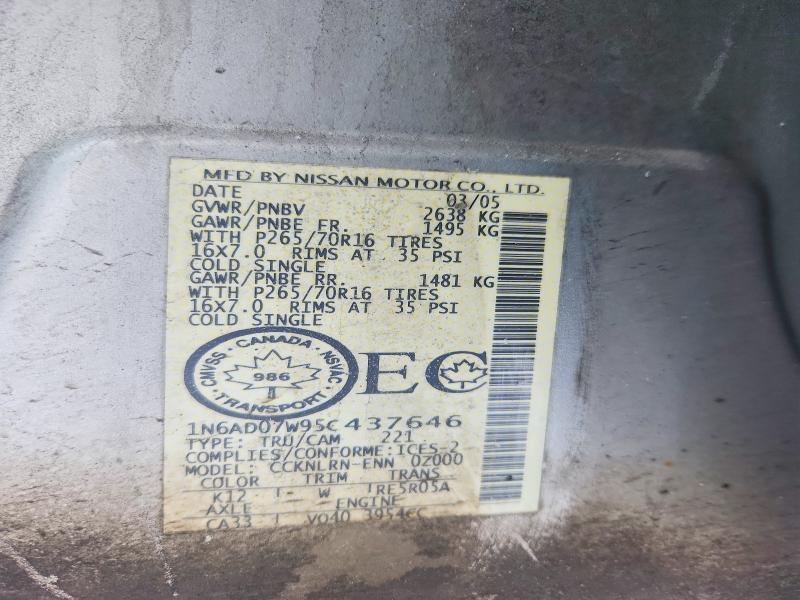 MFD BY NISSAN MOTOR CO., LTD.
DATE 03/05
GVWR/PNBV 2638 KG
GAWR/PNBE FR. 1495 KG
WITH P265/70R16 TIRES
16X7.0 RIMS AT 35 PSI
COLD SINGLE
GAWR/PNBE RR. 1481 KG
WITH P265/70R16 TIRES
16X7.0 RIMS AT 35 PSI
COLD SINGLE
CMVSS · CANADA · NSVAC
986
TRANSPORT
EC
1N6AD07W95C437646
TYPE: TRU/CAM 221
COMPLIES/CONFORME:ICES-2
MODEL: CCKNLRN-ENN 0Z000
COLOR TRIM TRANS
K12 W RE5R05A
AXLE ENGINE
CA33 VQ40 3954CC